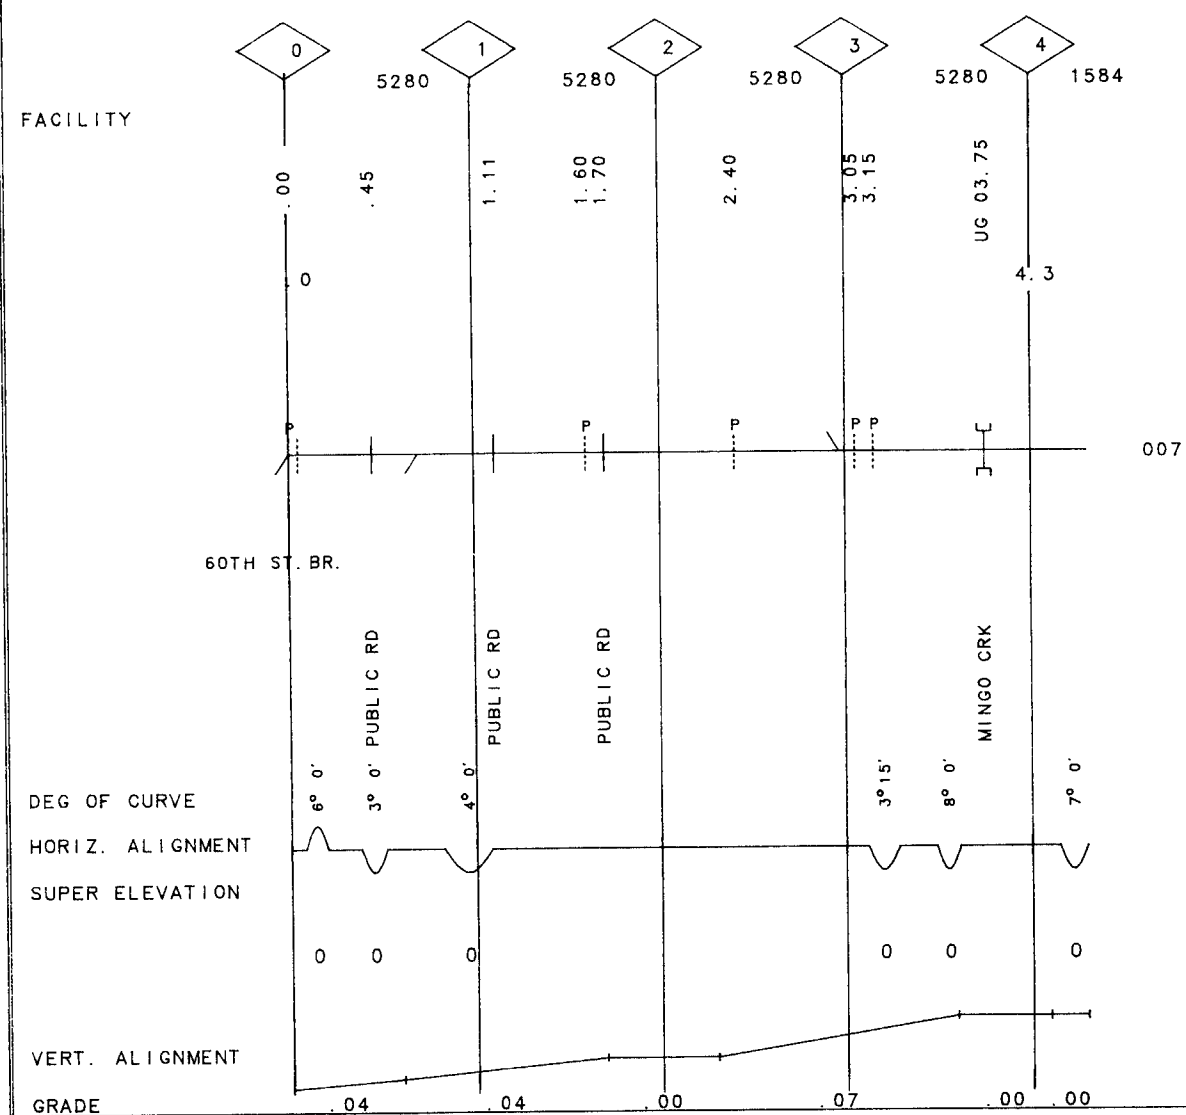 0 1 2 3 4
5280 5280 5280 5280 1584
FACILITY
.00 .45 1.11 1.60 1.70 2.40 3.05 3.15 UG 03.75
.0 4.3
P P P P P
007
60TH ST. BR.
PUBLIC RD PUBLIC RD PUBLIC RD MINGO CRK
DEG OF CURVE 6° 0' 3° 0' 4° 0' 3° 15' 8° 0' 7° 0'
HORIZ. ALIGNMENT
SUPER ELEVATION
0 0 0 0 0 0
VERT. ALIGNMENT
GRADE .04 .04 .00 .07 .00 .00